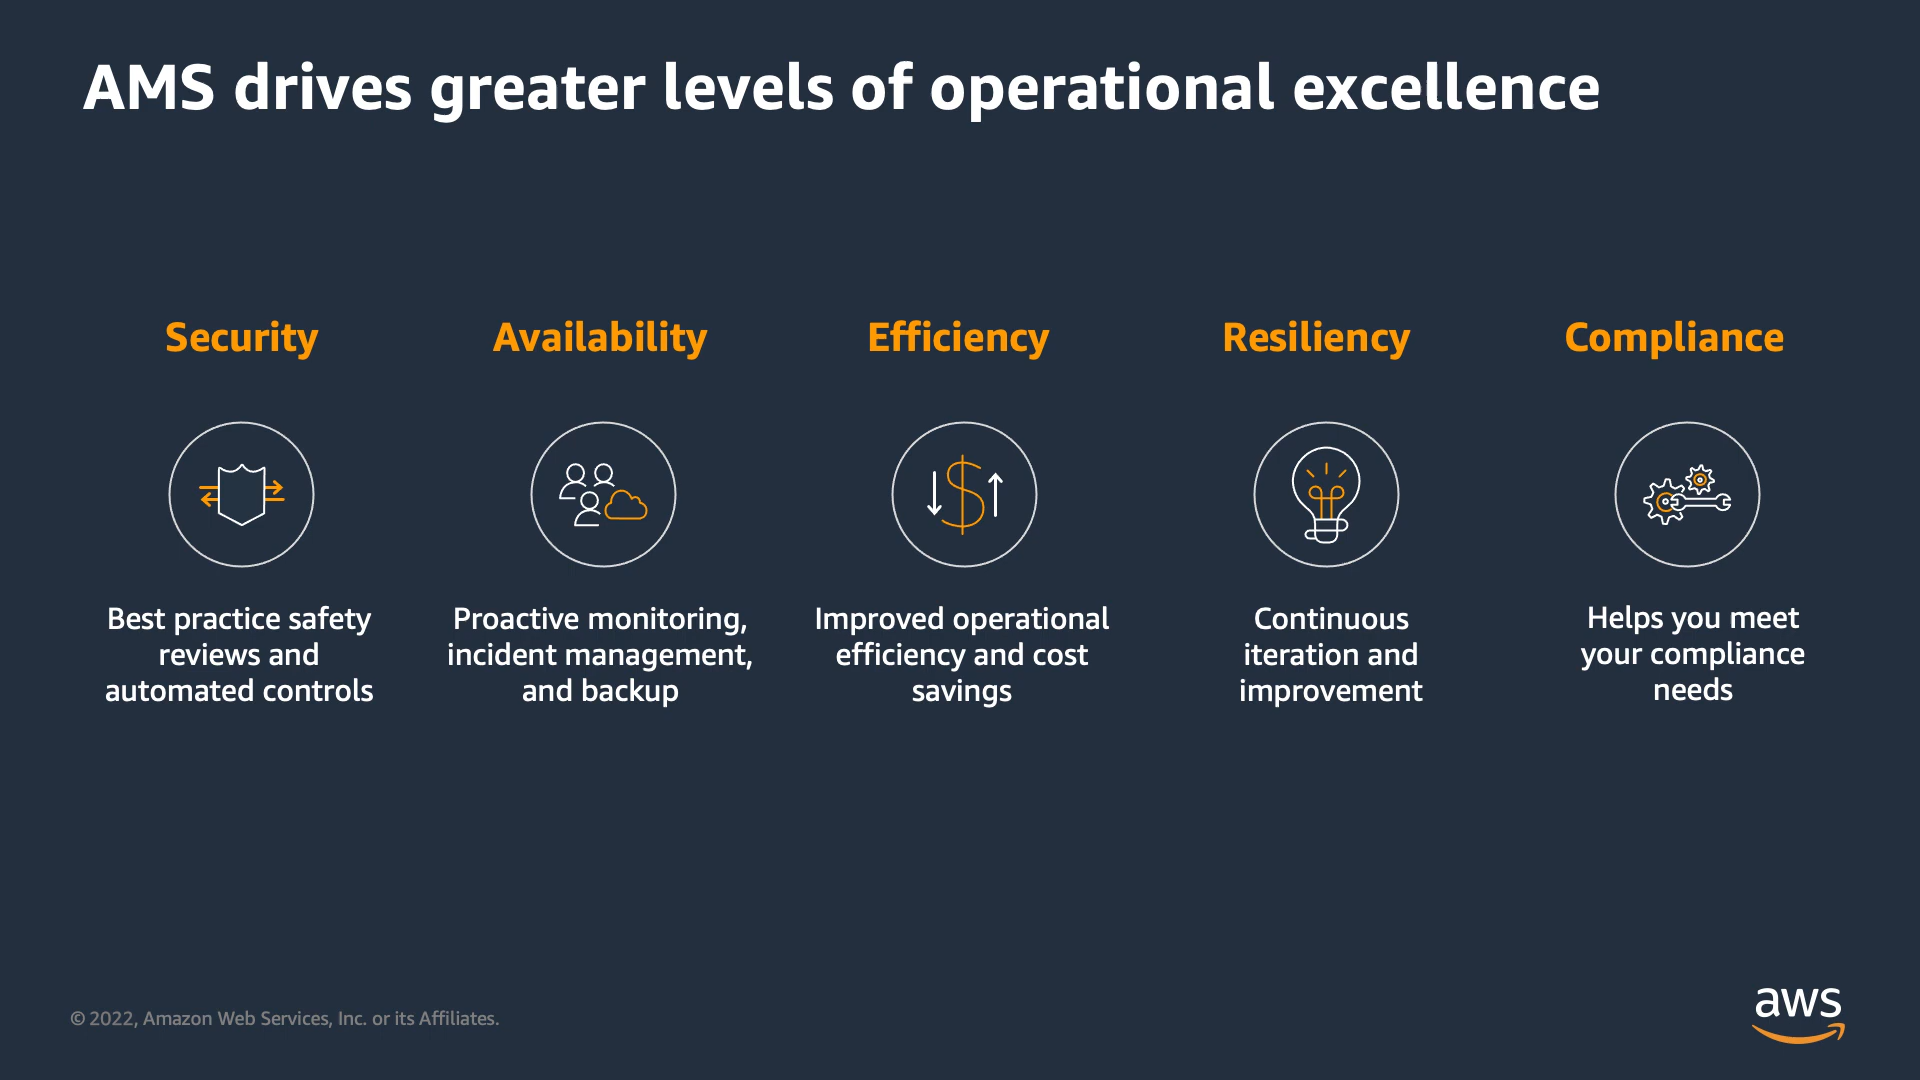 AMS drives greater levels of operational excellence
Security
Best practice safety
reviews and
automated controls
Availability
Proactive monitoring,
incident management,
and backup
Efficiency
Improved operational
efficiency and cost
savings
Resiliency
Continuous
iteration and
improvement
Compliance
Helps you meet
your compliance
needs
© 2022, Amazon Web Services, Inc. or its Affiliates.
aws